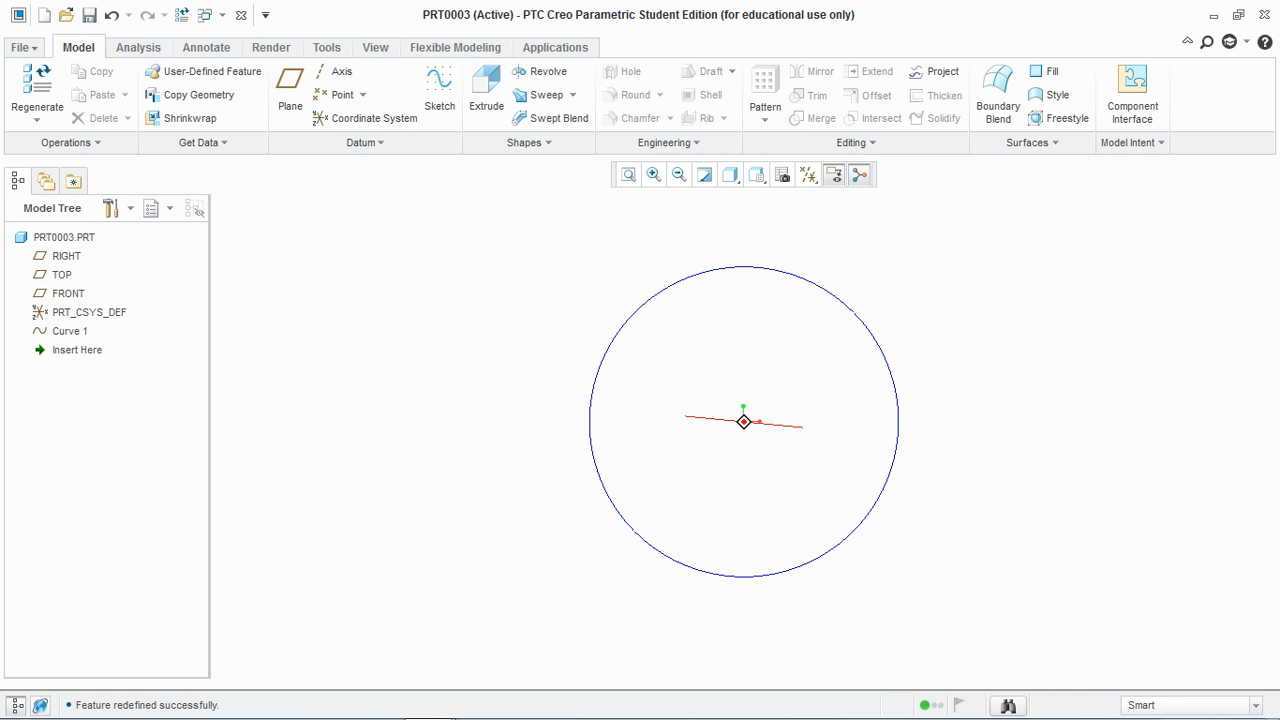 PRT0003 (Active) - PTC Creo Parametric Student Edition (for educational use only)
File Model Analysis Annotate Render Tools View Flexible Modeling Applications
Regenerate
Copy
Paste
Delete
Operations
User-Defined Feature
Copy Geometry
Shrinkwrap
Get Data
Plane
Axis
Point
Coordinate System
Sketch
Datum
Extrude
Revolve
Sweep
Swept Blend
Shapes
Hole
Round
Chamfer
Draft
Shell
Rib
Engineering
Pattern
Mirror
Trim
Merge
Extend
Offset
Intersect
Project
Thicken
Solidify
Editing
Boundary
Blend
Fill
Style
Freestyle
Surfaces
Component
Interface
Model Intent
Model Tree
PRT0003.PRT
RIGHT
TOP
FRONT
PRT_CSYS_DEF
Curve 1
Insert Here
• Feature redefined successfully.
Smart